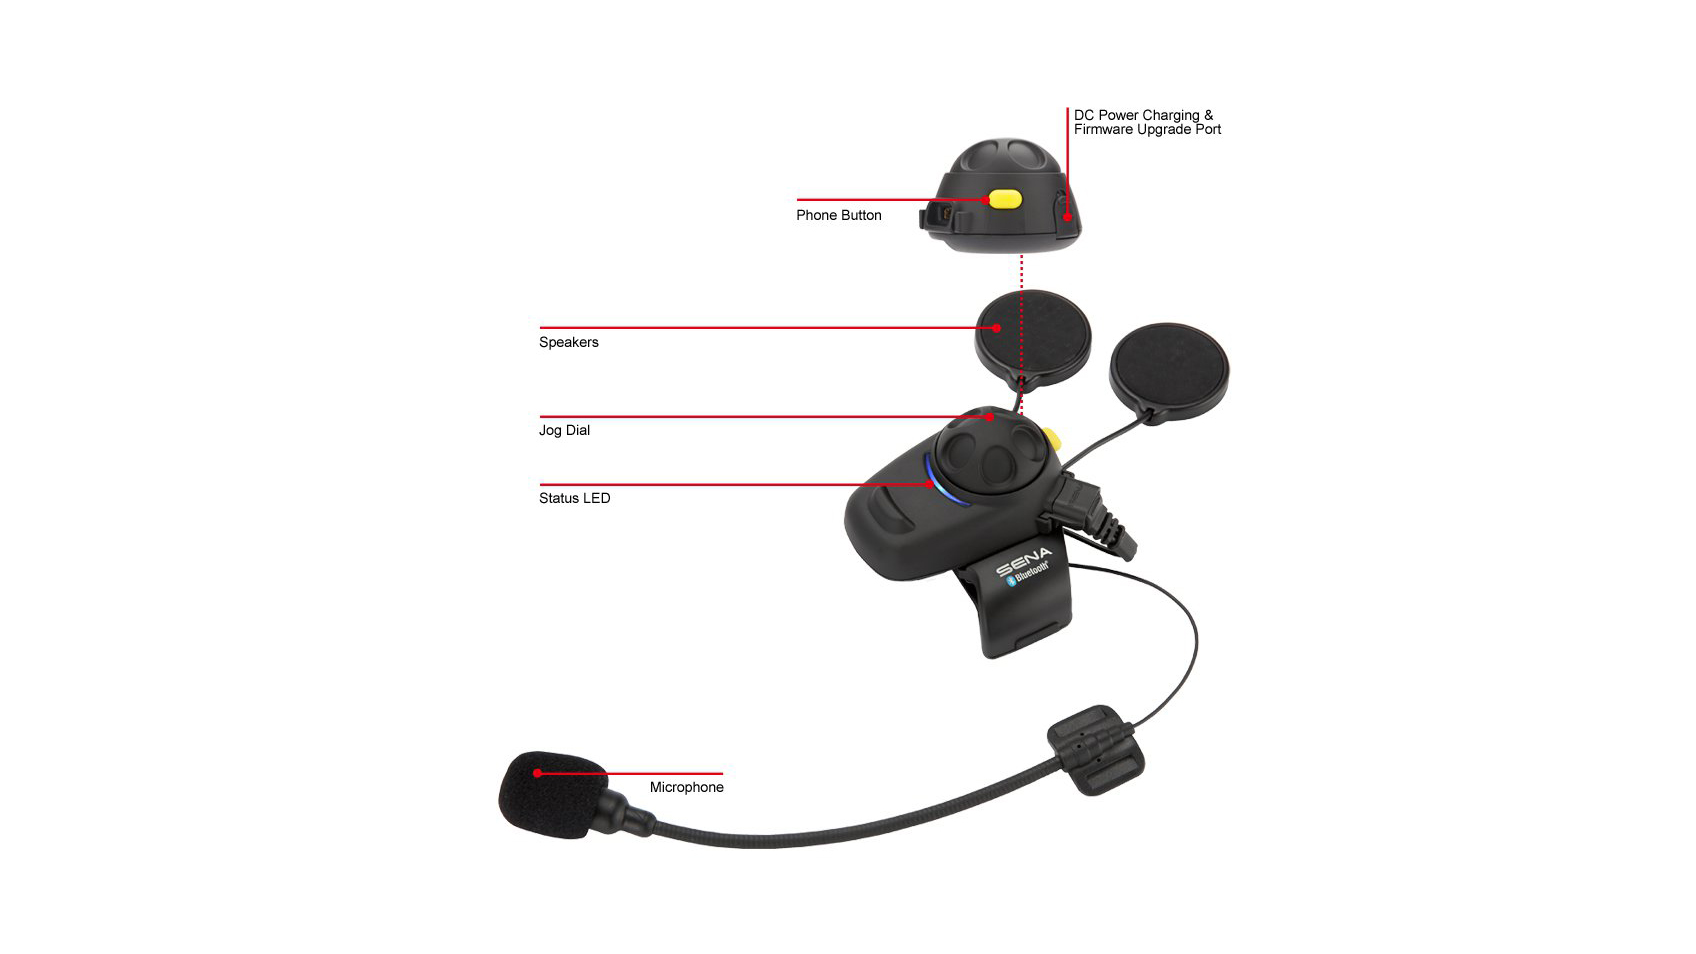 DC Power Charging &
Firmware Upgrade Port
Phone Button
Speakers
Jog Dial
Status LED
SENA
Bluetooth®
Microphone